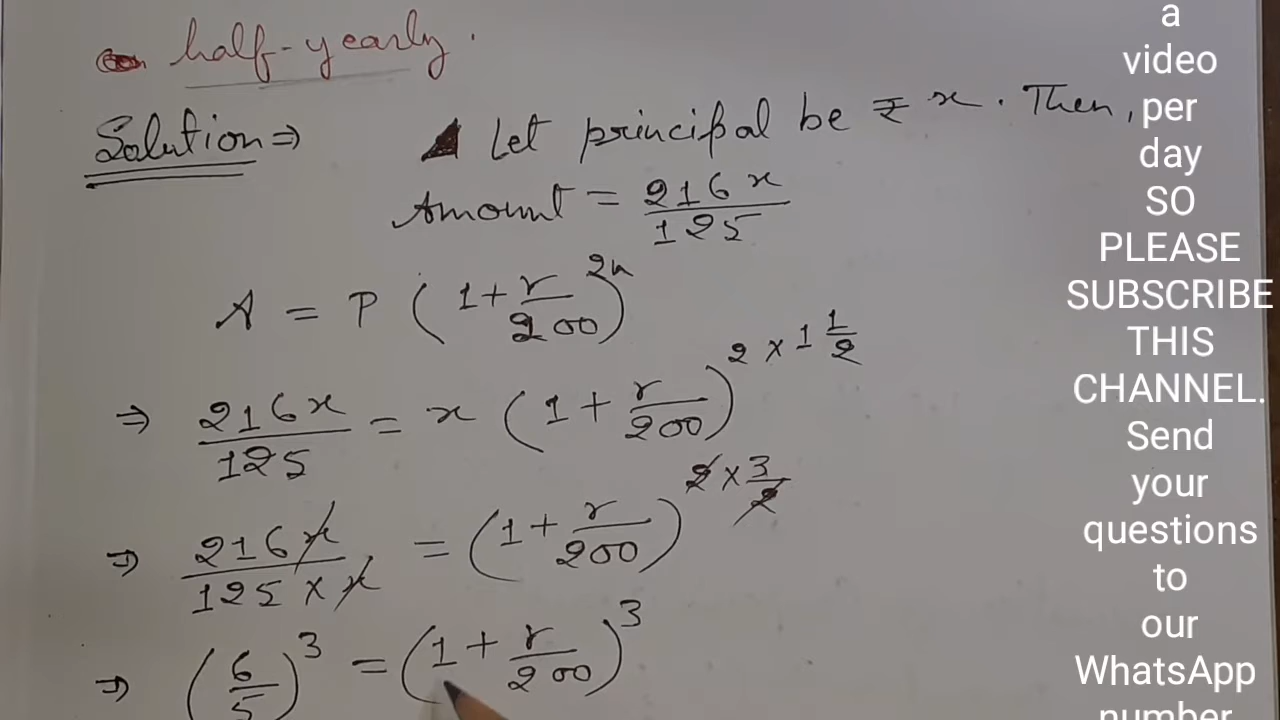 half-yearly.
Solution ⇒ Let principal be ₹ x. Then,
Amount = 216x/125
A = P (1 + r/200)^2n
⇒ 216x/125 = x (1 + r/200)^2 × 1 1/2
⇒ 216x/125 × x = (1 + r/200)^2 × 3/2
⇒ (6/5)^3 = (1 + r/200)^3
a
video
per
day
SO
PLEASE
SUBSCRIBE
THIS
CHANNEL.
Send
your
questions
to
our
WhatsApp
number